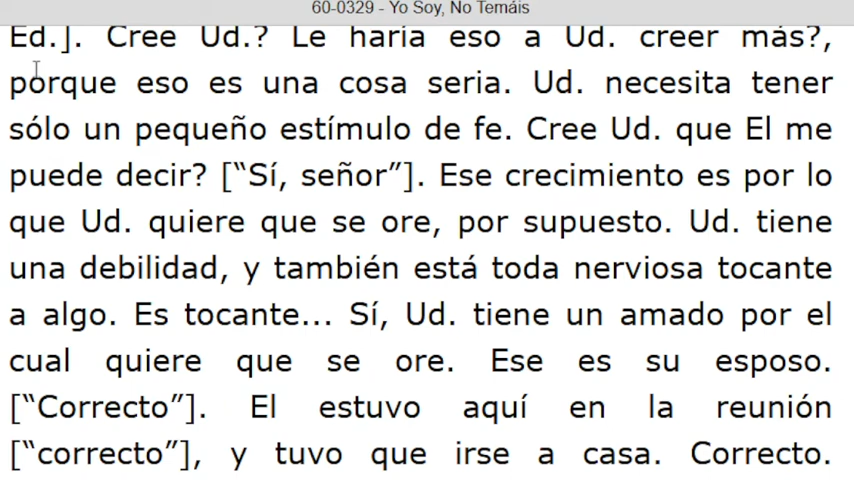 60-0329 - Yo Soy, No Temáis
Ed.]. Cree Ud.? Le haría eso a Ud. creer más?,
porque eso es una cosa seria. Ud. necesita tener
sólo un pequeño estímulo de fe. Cree Ud. que El me
puede decir? [“Sí, señor”]. Ese crecimiento es por lo
que Ud. quiere que se ore, por supuesto. Ud. tiene
una debilidad, y también está toda nerviosa tocante
a algo. Es tocante... Sí, Ud. tiene un amado por el
cual quiere que se ore. Ese es su esposo.
[“Correcto”]. El estuvo aquí en la reunión
[“correcto”], y tuvo que irse a casa. Correcto.